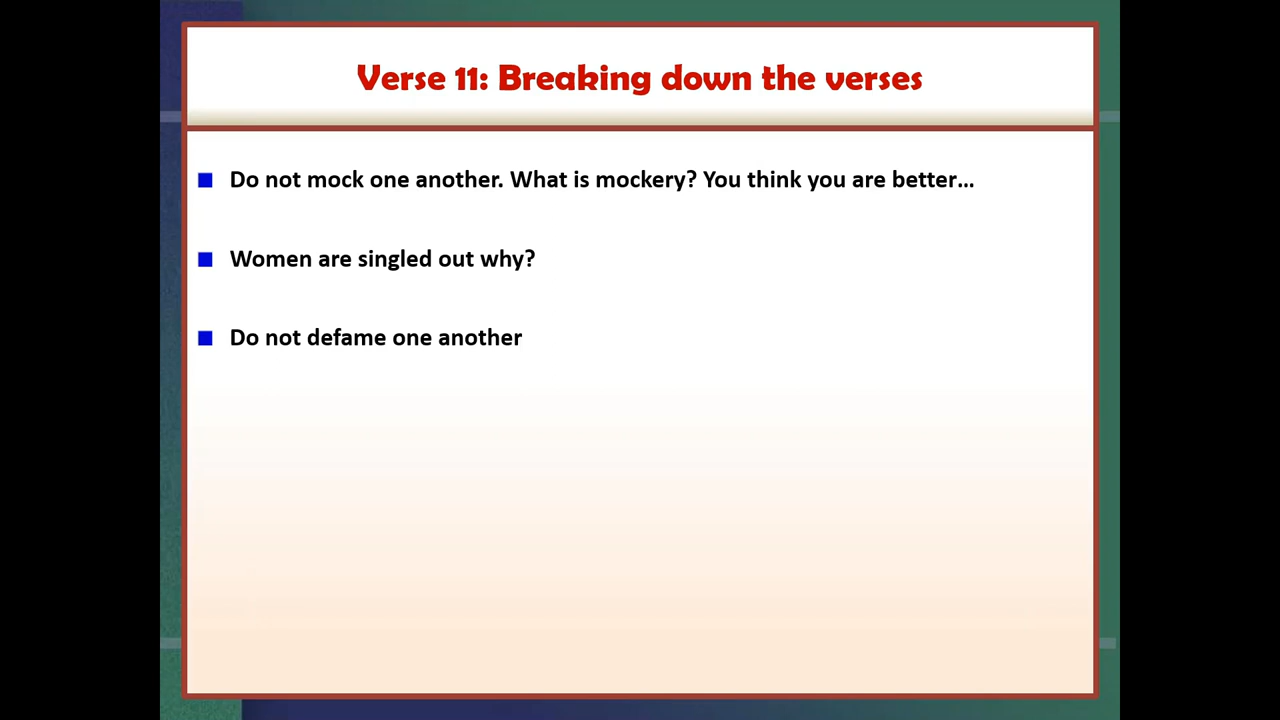 Verse 11: Breaking down the verses
Do not mock one another. What is mockery? You think you are better...
Women are singled out why?
Do not defame one another